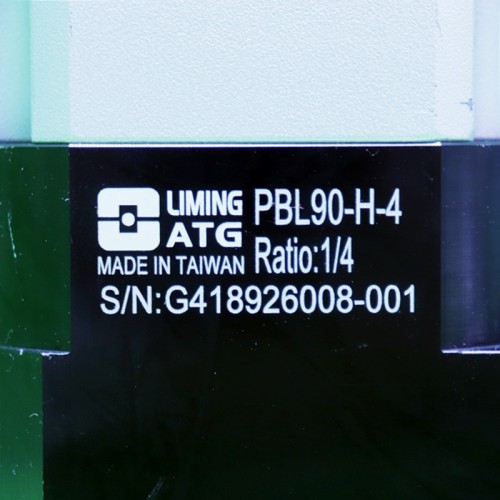 LIMING PBL90-H-4
ATG
MADE IN TAIWAN Ratio:1/4
S/N:G418926008-001